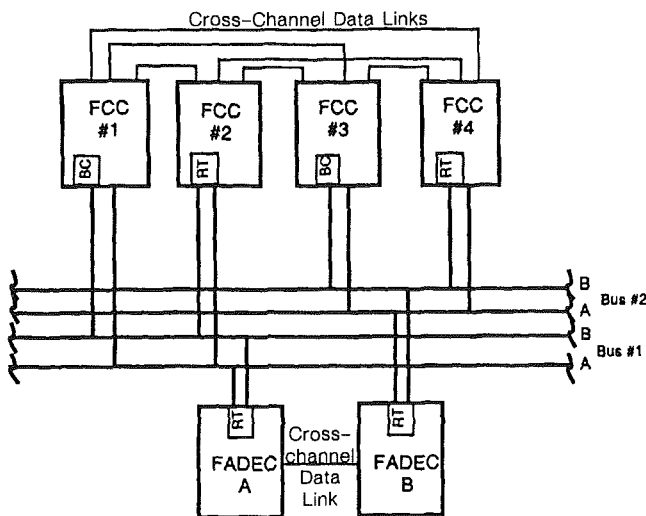 Cross-Channel Data Links
FCC
#1
BC
FCC
#2
RT
FCC
#3
BC
FCC
#4
RT
B
A
Bus #2
B
A
Bus #1
RT
FADEC
A
Cross-
channel
Data
Link
RT
FADEC
B